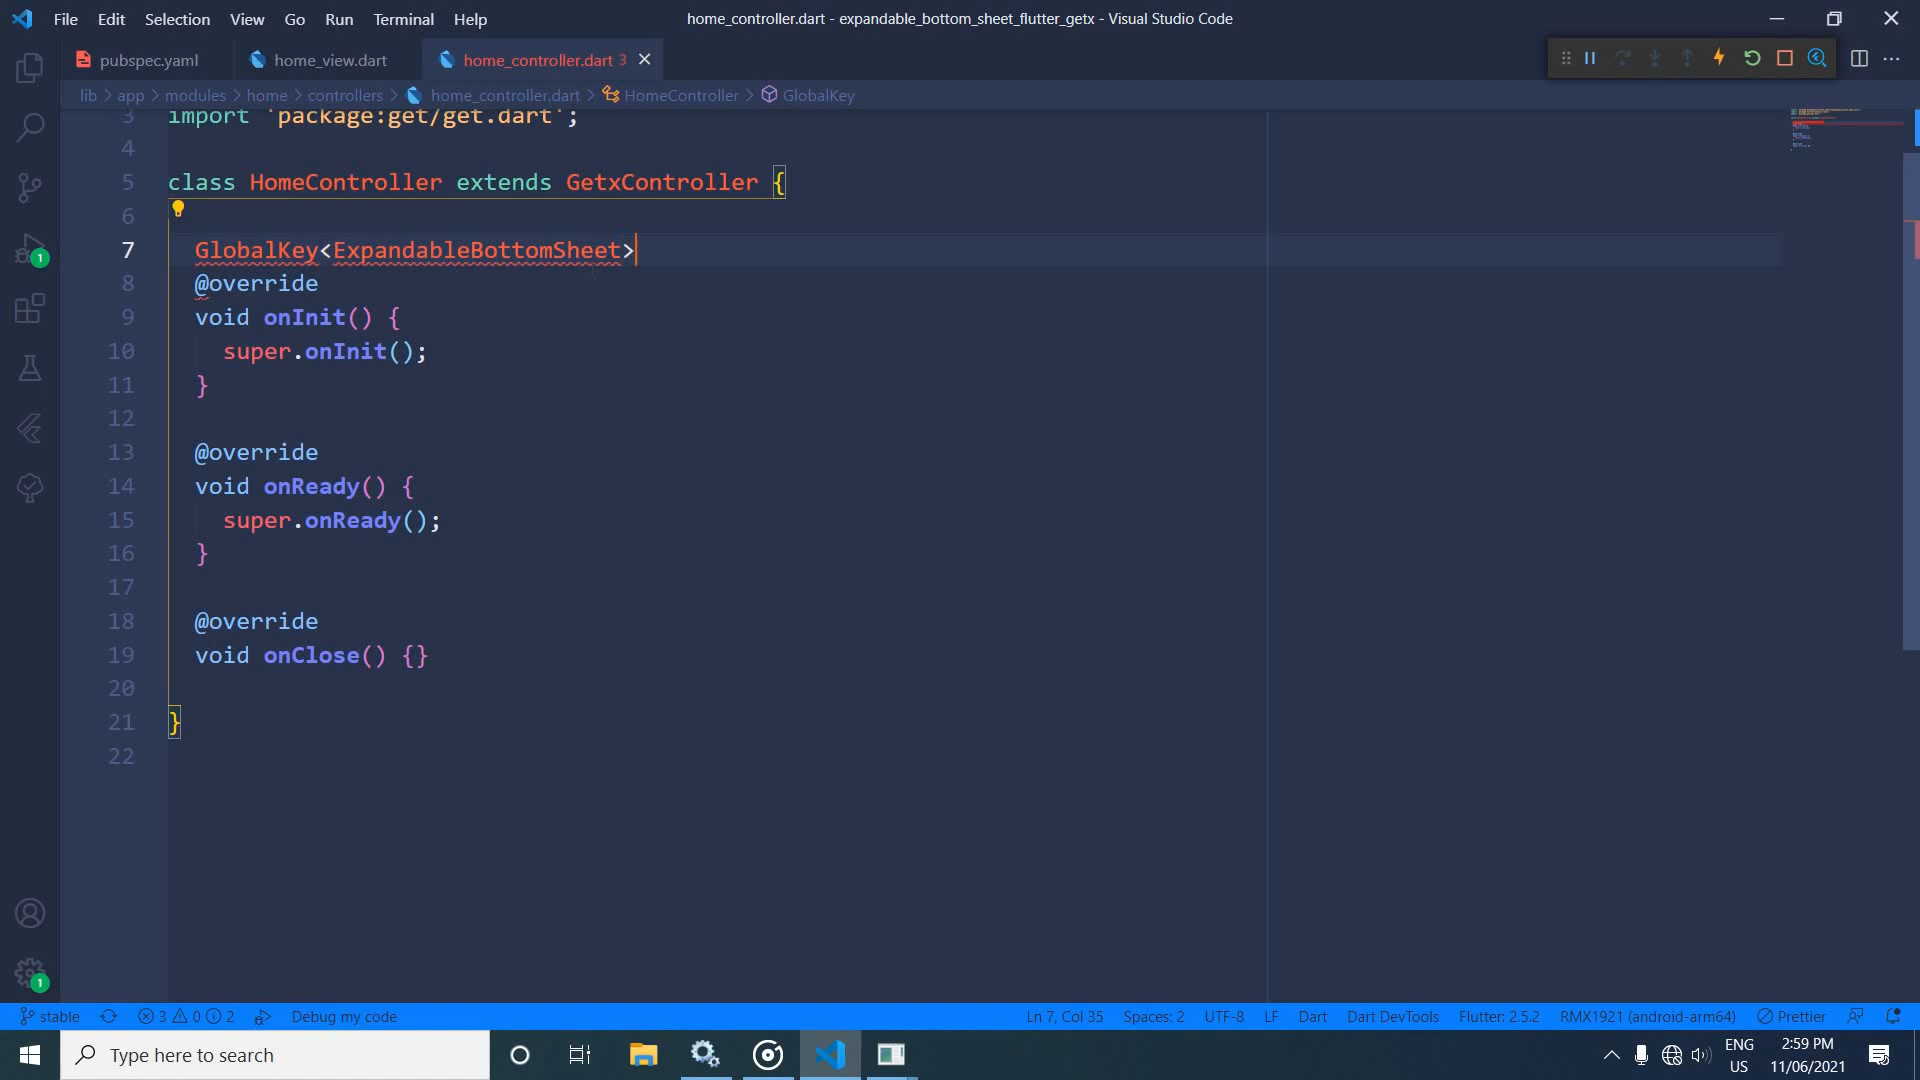 File Edit Selection View Go Run Terminal Help
home_controller.dart - expandable_bottom_sheet_flutter_getx - Visual Studio Code
pubspec.yaml home_view.dart home_controller.dart 3
lib > app > modules > home > controllers > home_controller.dart > HomeController > GlobalKey
3 import 'package:get/get.dart';
4
5 class HomeController extends GetxController {
6
7 GlobalKey<ExpandableBottomSheet>
8 @override
9 void onInit() {
10 super.onInit();
11 }
12
13 @override
14 void onReady() {
15 super.onReady();
16 }
17
18 @override
19 void onClose() {}
20
21 }
22
1
1
stable 3 0 2 Debug my code Ln 7, Col 35 Spaces: 2 UTF-8 LF Dart Dart DevTools Flutter: 2.5.2 RMX1921 (android-arm64) Prettier
Type here to search
ENG
US
2:59 PM
11/06/2021